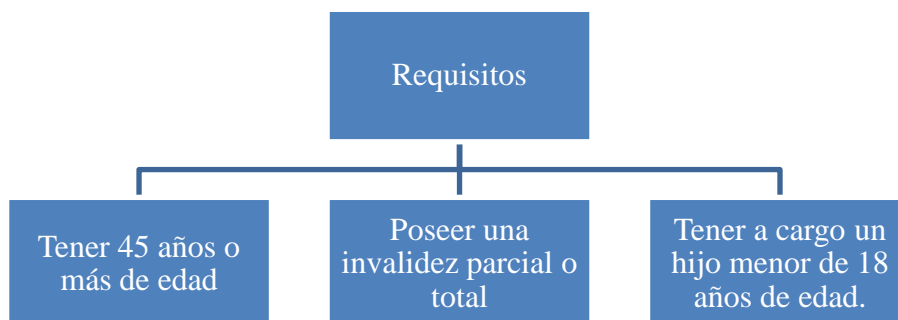 Requisitos
Tener 45 años o
más de edad
Poseer una
invalidez parcial o
total
Tener a cargo un
hijo menor de 18
años de edad.